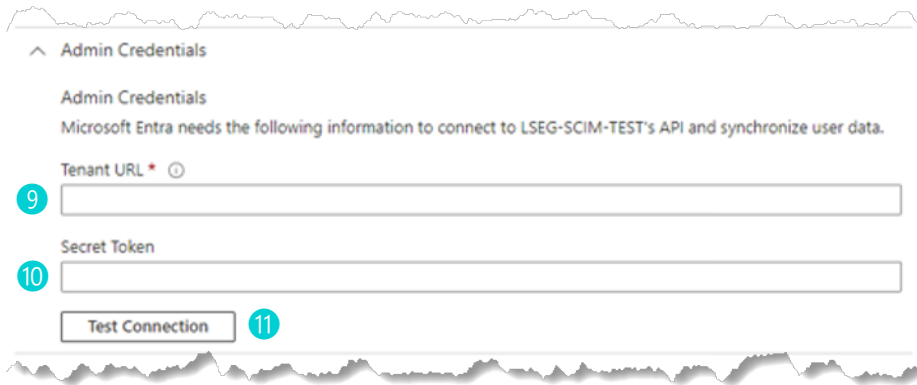 Admin Credentials
Admin Credentials
Microsoft Entra needs the following information to connect to LSEG-SCIM-TEST's API and synchronize user data.
Tenant URL *
9
Secret Token
10
Test Connection 11